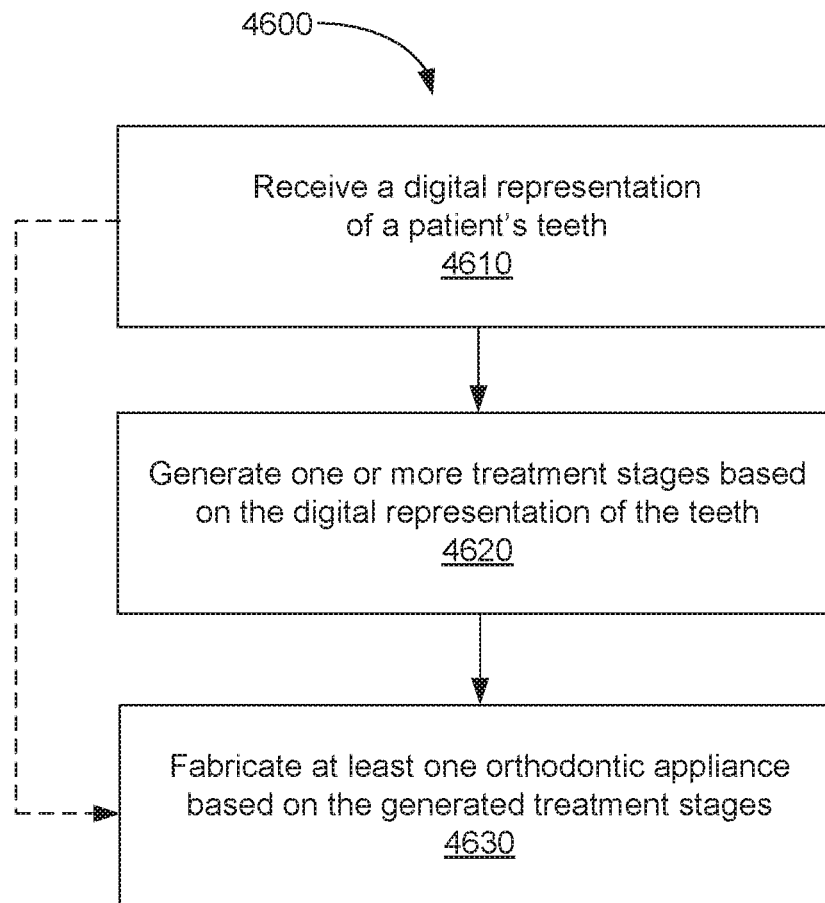 4600
Receive a digital representation
of a patient's teeth
4610
Generate one or more treatment stages based
on the digital representation of the teeth
4620
Fabricate at least one orthodontic appliance
based on the generated treatment stages
4630